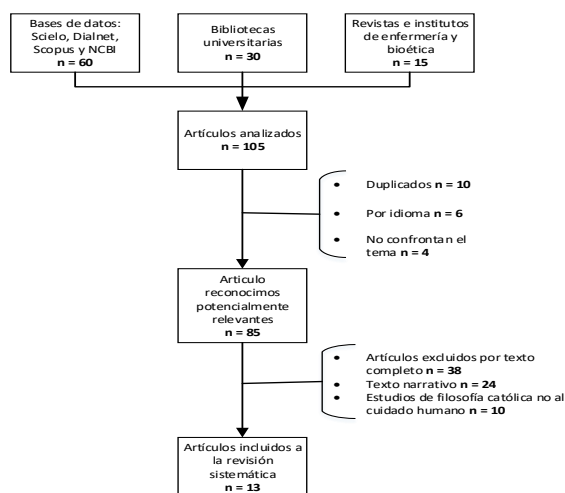 Bases de datos:
Scielo, Dialnet,
Scopus y NCBI
n = 60
Bibliotecas
universitarias
n = 30
Revistas e institutos
de enfermería y
bioética
n = 15
Artículos analizados
n = 105
• Duplicados n = 10
• Por idioma n = 6
• No confrontan el
tema n = 4
Articulo
reconocimos
potencialmente
relevantes
n = 85
• Artículos excluidos por texto
completo n = 38
• Texto narrativo n = 24
• Estudios de filosofía católica no al
cuidado humano n = 10
Artículos incluidos a
la revisión
sistemática
n = 13